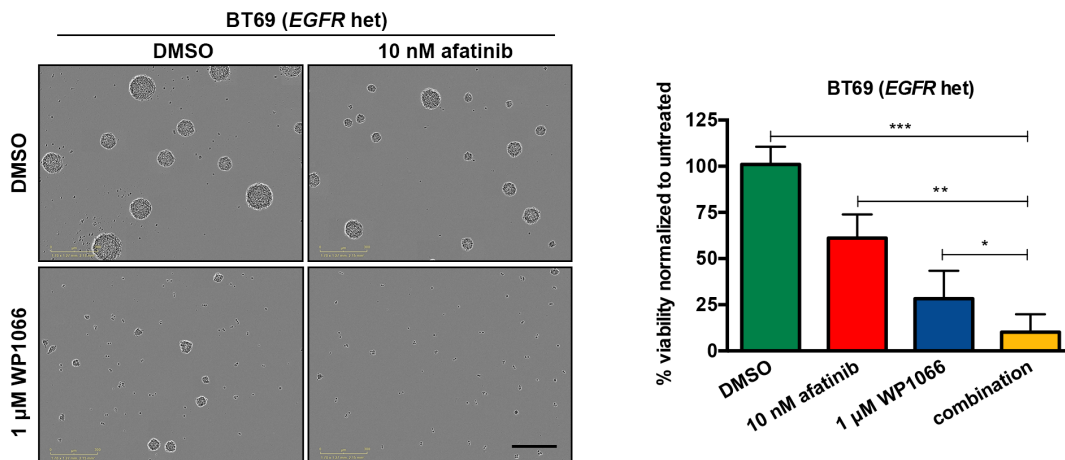 BT69 (EGFR het)
DMSO
10 nM afatinib
DMSO
1 µM WP1066
BT69 (EGFR het)
% viability normalized to untreated
125
100
75
50
25
0
***
**
*
DMSO
10 nM afatinib
1 µM WP1066
combination